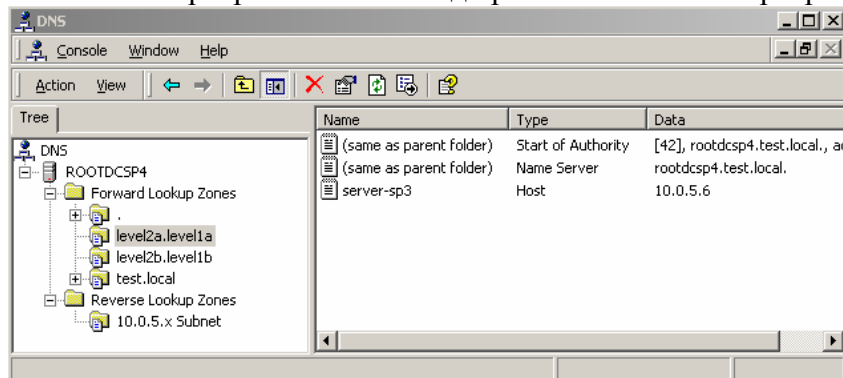 DNS
Console Window Help
Action View
Tree
Name Type Data
DNS
ROOTDCSP4
Forward Lookup Zones
.
level2a.level1a
level2b.level1b
test.local
Reverse Lookup Zones
10.0.5.x Subnet
(same as parent folder) Start of Authority [42], rootdcsp4.test.local.,
(same as parent folder) Name Server rootdcsp4.test.local.
server-sp3 Host 10.0.5.6